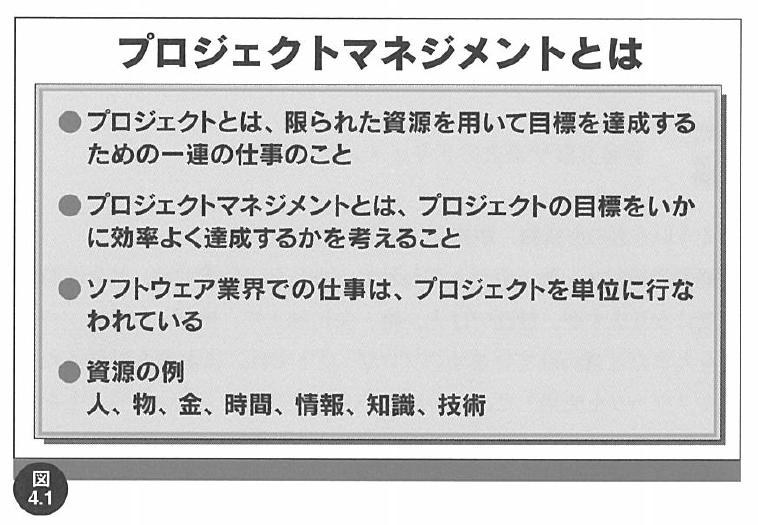 プロジェクトマネジメントとは
●プロジェクトとは、限られた資源を用いて目標を達成する
ための一連の仕事のこと
●プロジェクトマネジメントとは、プロジェクトの目標をいか
に効率よく達成するかを考えること
●ソフトウェア業界での仕事は、プロジェクトを単位に行な
われている
●資源の例
人、物、金、時間、情報、知識、技術
図
4.1